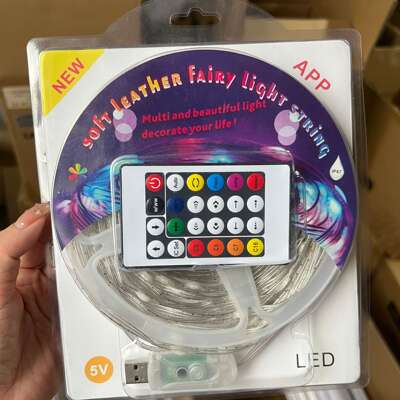 NEW
APP
SOFT LEATHER FAIRY LIGHT STRING
Multi and beautiful light
decorate your life!
IP67
5V
LED